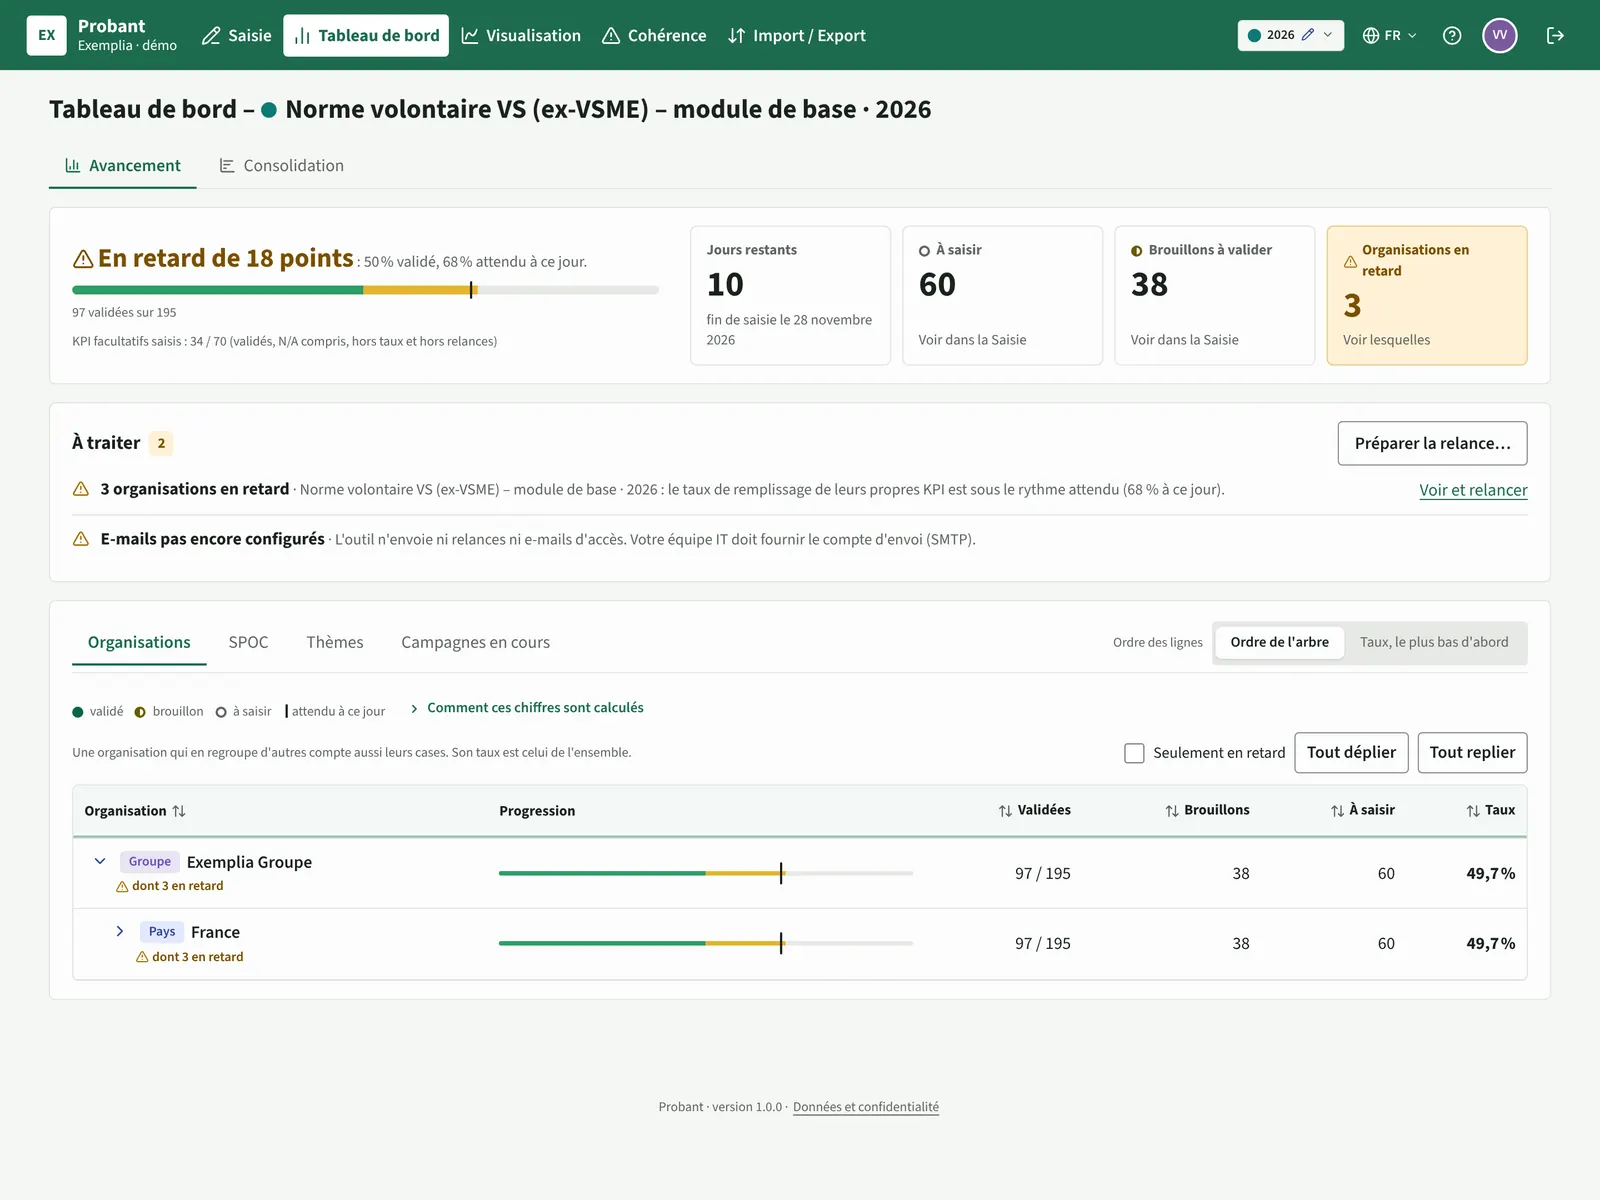 EX
Probant
Exemplia · démo
Saisie
Tableau de bord
Visualisation
Cohérence
Import / Export
2026
FR
VV
Tableau de bord – Norme volontaire VS (ex-VSME) – module de base · 2026
Avancement
Consolidation
En retard de 18 points : 50 % validé, 68 % attendu à ce jour.
97 validées sur 195
KPI facultatifs saisis : 34 / 70 (validés, N/A compris, hors taux et hors relances)
Jours restants
10
fin de saisie le 28 novembre
2026
À saisir
60
Voir dans la Saisie
Brouillons à valider
38
Voir dans la Saisie
Organisations en
retard
3
Voir lesquelles
À traiter 2
Préparer la relance…
3 organisations en retard · Norme volontaire VS (ex-VSME) – module de base · 2026 : le taux de remplissage de leurs propres KPI est sous le rythme attendu (68 % à ce jour).
Voir et relancer
E-mails pas encore configurés · L'outil n'envoie ni relances ni e-mails d'accès. Votre équipe IT doit fournir le compte d'envoi (SMTP).
Organisations
SPOC
Thèmes
Campagnes en cours
Ordre des lignes
Ordre de l'arbre
Taux, le plus bas d'abord
validé
brouillon
à saisir
attendu à ce jour
Comment ces chiffres sont calculés
Une organisation qui en regroupe d'autres compte aussi leurs cases. Son taux est celui de l'ensemble.
Seulement en retard
Tout déplier
Tout replier
Organisation
Progression
Validées
Brouillons
À saisir
Taux
Groupe Exemplia Groupe
dont 3 en retard
97 / 195
38
60
49,7 %
Pays France
dont 3 en retard
97 / 195
38
60
49,7 %
Probant · version 1.0.0 · Données et confidentialité